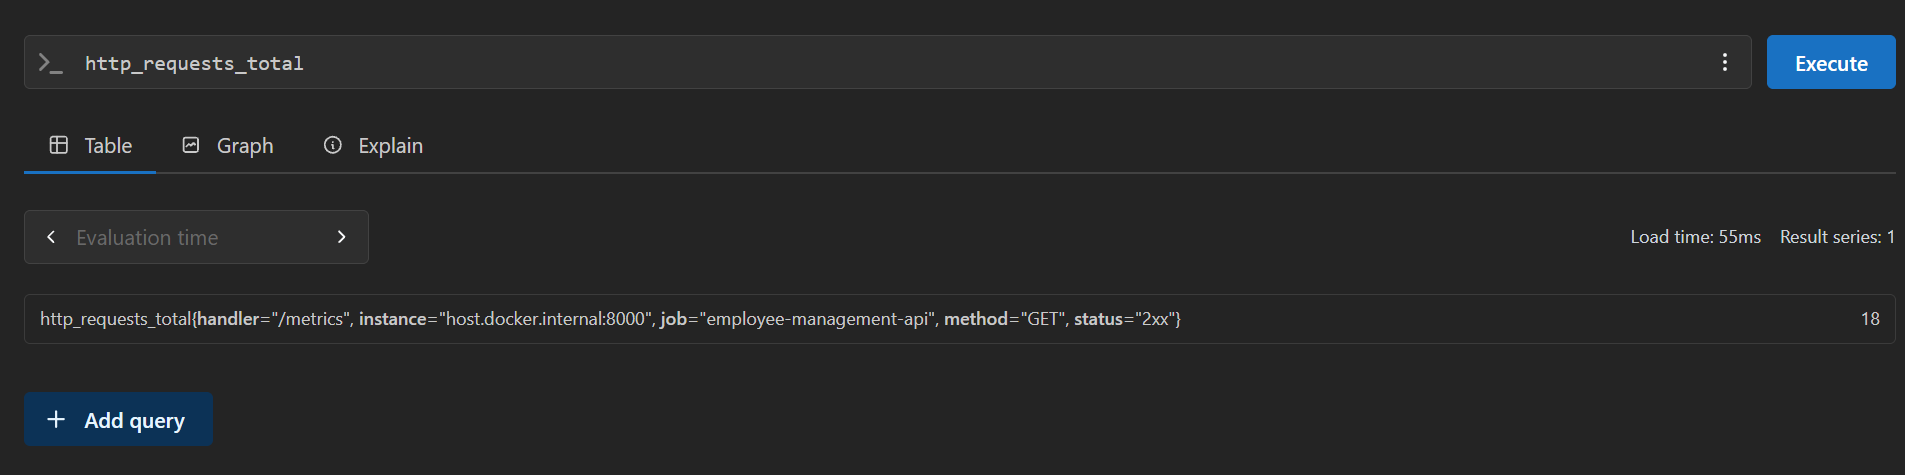 http_requests_total
Execute
Table Graph Explain
Evaluation time
Load time: 55ms Result series: 1
http_requests_total{handler="/metrics", instance="host.docker.internal:8000", job="employee-management-api", method="GET", status="2xx"} 18
Add query